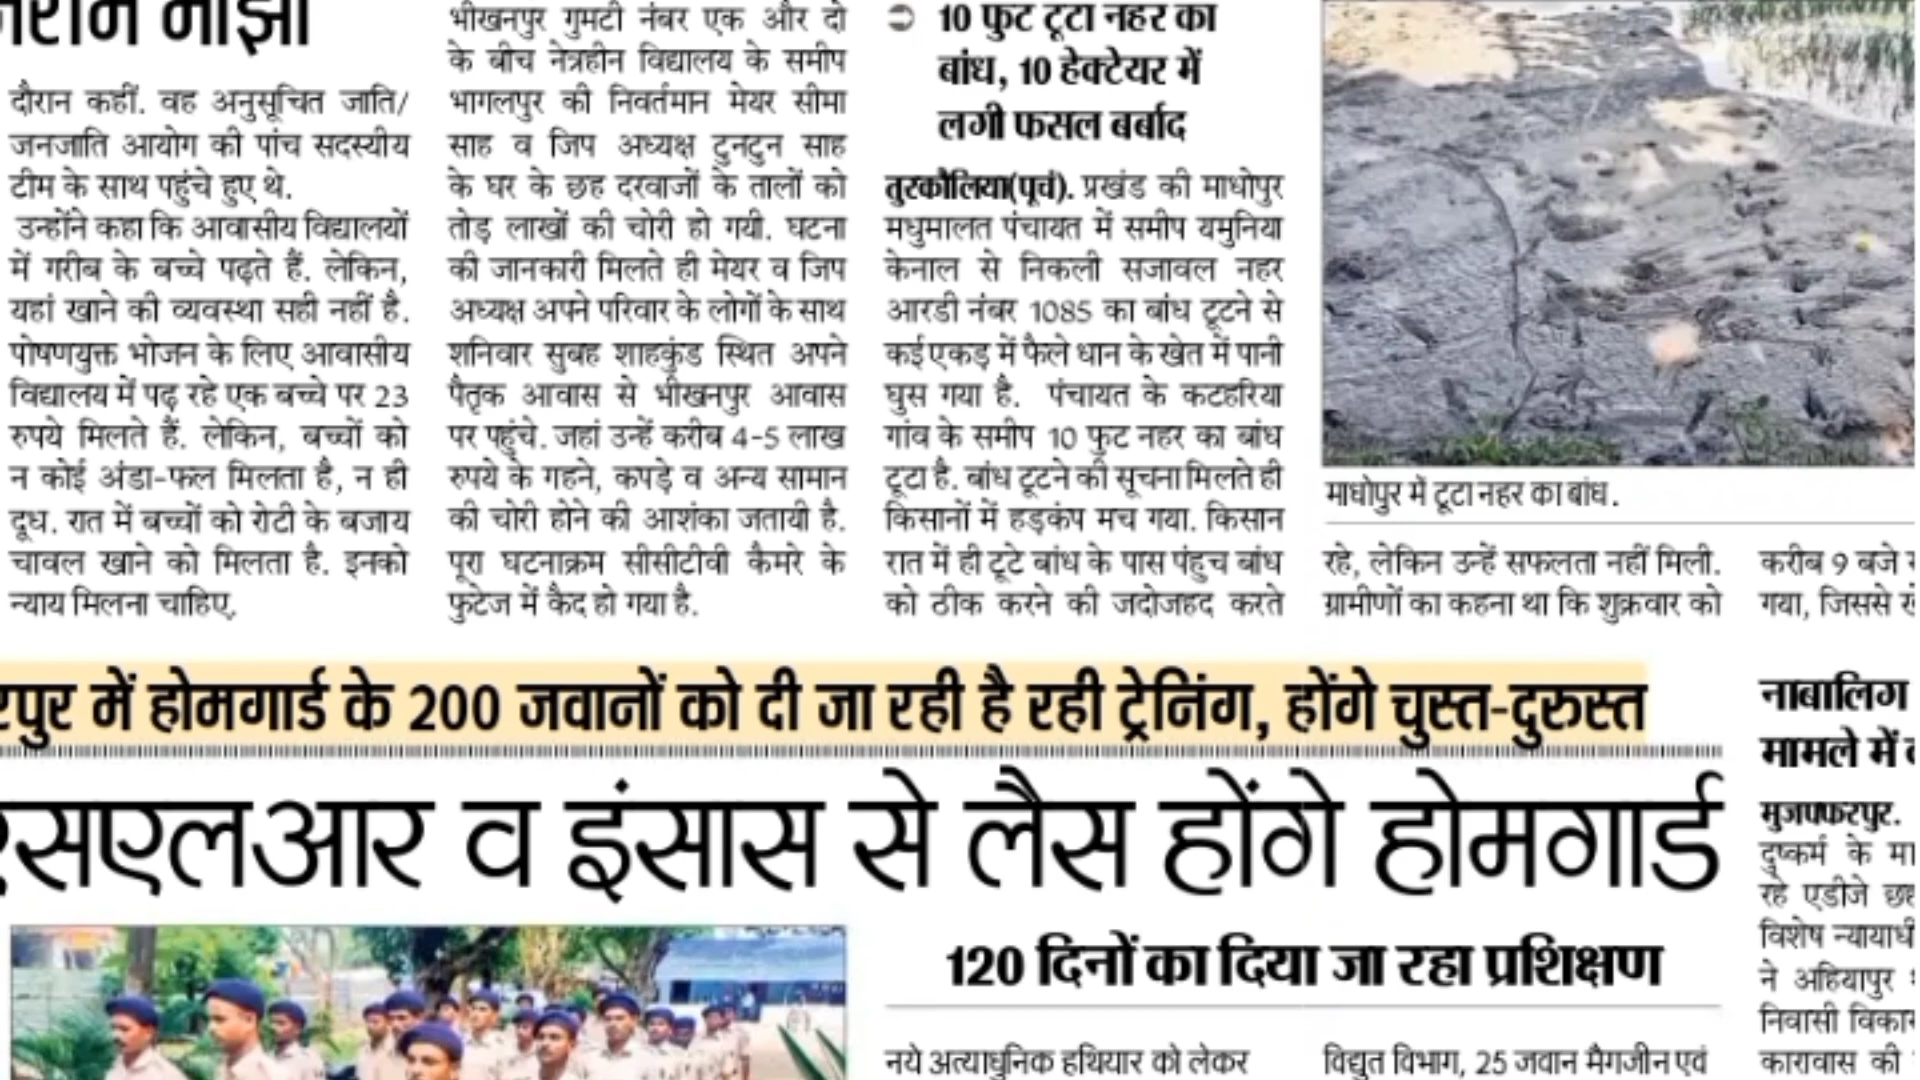 दौरान कहीं. वह अनुसूचित जाति/
जनजाति आयोग की पांच सदस्यीय
टीम के साथ पहुंचे हुए थे.
उन्होंने कहा कि आवासीय विद्यालयों
में गरीब के बच्चे पढ़ते हैं. लेकिन,
यहां खाने की व्यवस्था सही नहीं है.
पोषणयुक्त भोजन के लिए आवासीय
विद्यालय में पढ़ रहे एक बच्चे पर 23
रुपये मिलते हैं. लेकिन, बच्चों को
न कोई अंडा-फल मिलता है, न ही
दूध. रात में बच्चों को रोटी के बजाय
चावल खाने को मिलता है. इनको
न्याय मिलना चाहिए.
भीखनपुर गुमटी नंबर एक और दो
के बीच नेत्रहीन विद्यालय के समीप
भागलपुर की निवर्तमान मेयर सीमा
साह व जिप अध्यक्ष टुनटुन साह
के घर के छह दरवाजों के तालों को
तोड़ लाखों की चोरी हो गयी. घटना
की जानकारी मिलते ही मेयर व जिप
अध्यक्ष अपने परिवार के लोगों के साथ
शनिवार सुबह शाहकुंड स्थित अपने
पैतृक आवास से भीखनपुर आवास
पर पहुंचे. जहां उन्हें करीब 4-5 लाख
रुपये के गहने, कपड़े व अन्य सामान
की चोरी होने की आशंका जतायी है.
पूरा घटनाक्रम सीसीटीवी कैमरे के
फुटेज में कैद हो गया है.
10 फुट टूटा नहर का
बांध, 10 हेक्टेयर में
लगी फसल बर्बाद
तुरकौलिया(पूचं). प्रखंड की माधोपुर
मधुमालत पंचायत में समीप यमुनिया
केनाल से निकली सजावल नहर
आरडी नंबर 1085 का बांध टूटने से
कई एकड़ में फैले धान के खेत में पानी
घुस गया है. पंचायत के कटहरिया
गांव के समीप 10 फुट नहर का बांध
टूटा है. बांध टूटने की सूचना मिलते ही
किसानों में हड़कंप मच गया. किसान
रात में ही टूटे बांध के पास पंहुच बांध
को ठीक करने की जदोजहद करते
माधोपुर में टूटा नहर का बांध.
रहे, लेकिन उन्हें सफलता नहीं मिली.
ग्रामीणों का कहना था कि शुक्रवार को
करीब 9 बजे
गया, जिससे
रपुर में होमगार्ड के 200 जवानों को दी जा रही है रही ट्रेनिंग, होंगे चुस्त-दुरुस्त
एसएलआर व इंसास से लैस होंगे होमगार्ड
120 दिनों का दिया जा रहा प्रशिक्षण
नये अत्याधुनिक हथियार को लेकर
विद्युत विभाग, 25 जवान मैगजीन एवं
नाबालिग
मामले में
मुजफ्फरपुर.
दुष्कर्म के
रहे एडीजे
विशेष
ने अहियापुर
निवासी
कारावास की